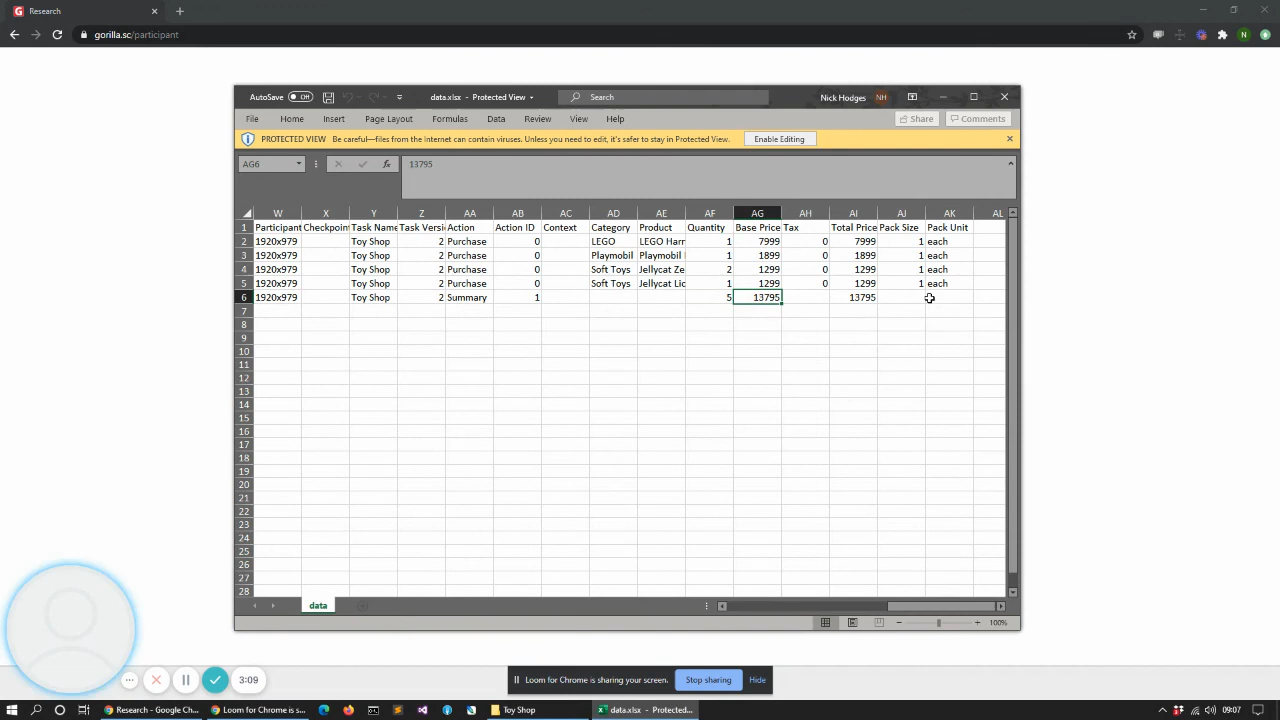 Research
gorilla.sc/participant
N
AutoSave Off data.xlsx - Protected View Search Nick Hodges NH
File Home Insert Page Layout Formulas Data Review View Help Share Comments
PROTECTED VIEW Be careful—files from the Internet can contain viruses. Unless you need to edit, it's safer to stay in Protected View. Enable Editing
AG6 fx 13795
W X Y Z AA AB AC AD AE AF AG AH AI AJ AK AL
1 Participant Checkpoin Task Name Task Versi Action Action ID Context Category Product Quantity Base Price Tax Total Price Pack Size Pack Unit
2 1920x979 Toy Shop 2 Purchase 0 LEGO LEGO Harr 1 7999 0 7999 1 each
3 1920x979 Toy Shop 2 Purchase 0 Playmobil Playmobil 1 1899 0 1899 1 each
4 1920x979 Toy Shop 2 Purchase 0 Soft Toys Jellycat Ze 2 1299 0 1299 1 each
5 1920x979 Toy Shop 2 Purchase 0 Soft Toys Jellycat Lic 1 1299 0 1299 1 each
6 1920x979 Toy Shop 2 Summary 1 5 13795 13795
7
8
9
10
11
12
13
14
15
16
17
18
19
20
21
22
23
24
25
26
27
28
data
100%
3:09
Loom for Chrome is sharing your screen. Stop sharing Hide
Research - Google Ch... Loom for Chrome is s... Toy Shop data.xlsx - Protected... 09:07